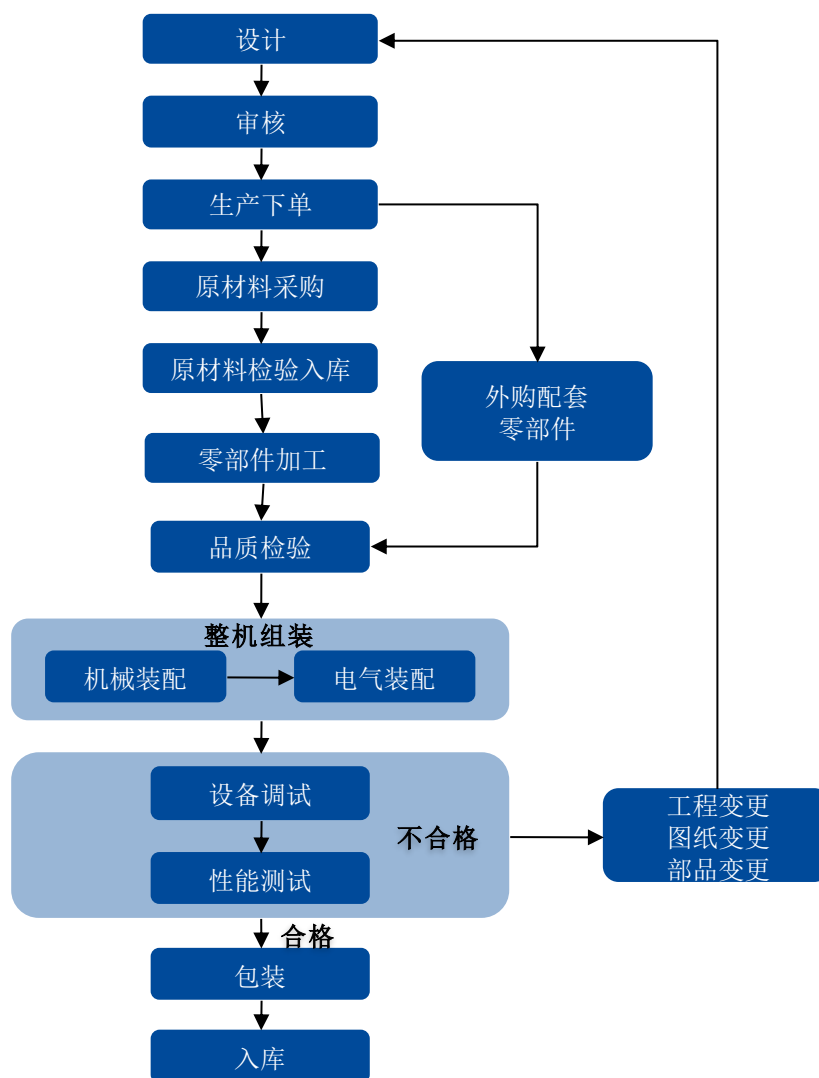 设计
审核
生产下单
原材料采购
原材料检验入库
外购配套
零部件
零部件加工
品质检验
整机组装
机械装配
电气装配
设备调试
不合格
性能测试
工程变更
图纸变更
部品变更
合格
包装
入库